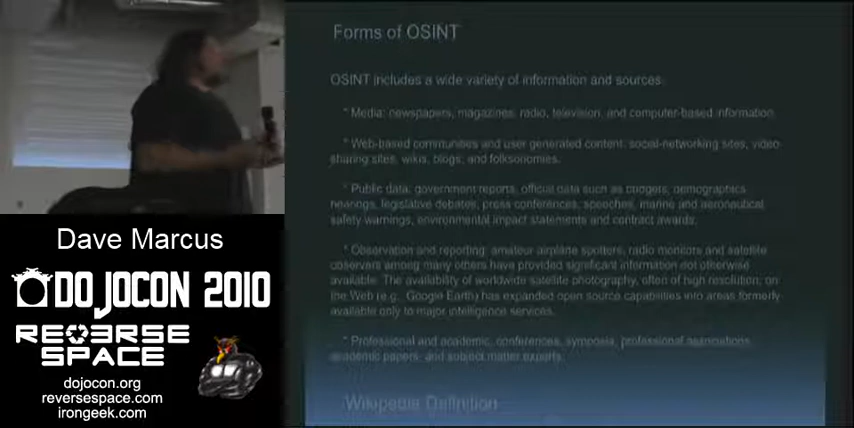 Forms of OSINT
OSINT includes a wide variety of information and sources:
* Media: newspapers, magazines, radio, television, and computer-based information.
* Web-based communities and user generated content: social-networking sites, video
sharing sites, wikis, blogs, and folksonomies.
* Public data: government reports, official data such as budgets, demographics,
hearings, legislative debates, press conferences, speeches, marine and aeronautical
safety warnings, environmental impact statements and contract awards.
* Observation and reporting: amateur airplane spotters, radio monitors and satellite
observers among many others have provided significant information not otherwise
available. The availability of worldwide satellite photography, often of high resolution, on
the Web (e.g., Google Earth) has expanded open source capabilities into areas formerly
available only to major intelligence services.
* Professional and academic: conferences, symposia, professional associations,
academic papers, and subject matter experts.
Wikipedia Definition
Dave Marcus
DOJOCON 2010
REVERSE
SPACE
dojocon.org
reversespace.com
irongeek.com